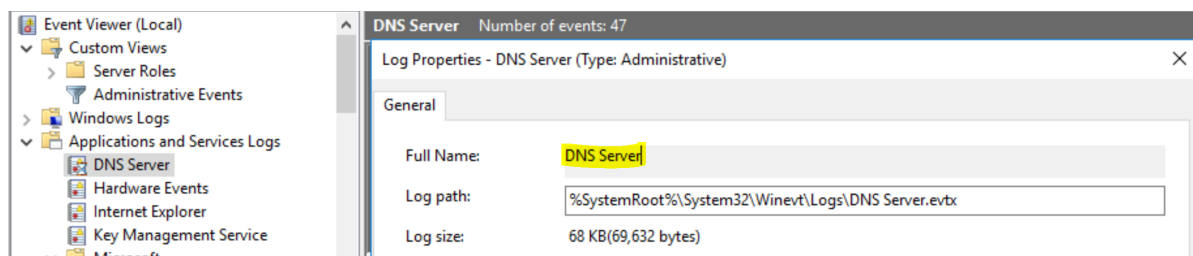 Event Viewer (Local)
Custom Views
Server Roles
Administrative Events
Windows Logs
Applications and Services Logs
DNS Server
Hardware Events
Internet Explorer
Key Management Service
Microsoft
DNS Server Number of events: 47
Log Properties - DNS Server (Type: Administrative)
General
Full Name: DNS Server
Log path: %SystemRoot%\System32\Winevt\Logs\DNS Server.evtx
Log size: 68 KB(69,632 bytes)